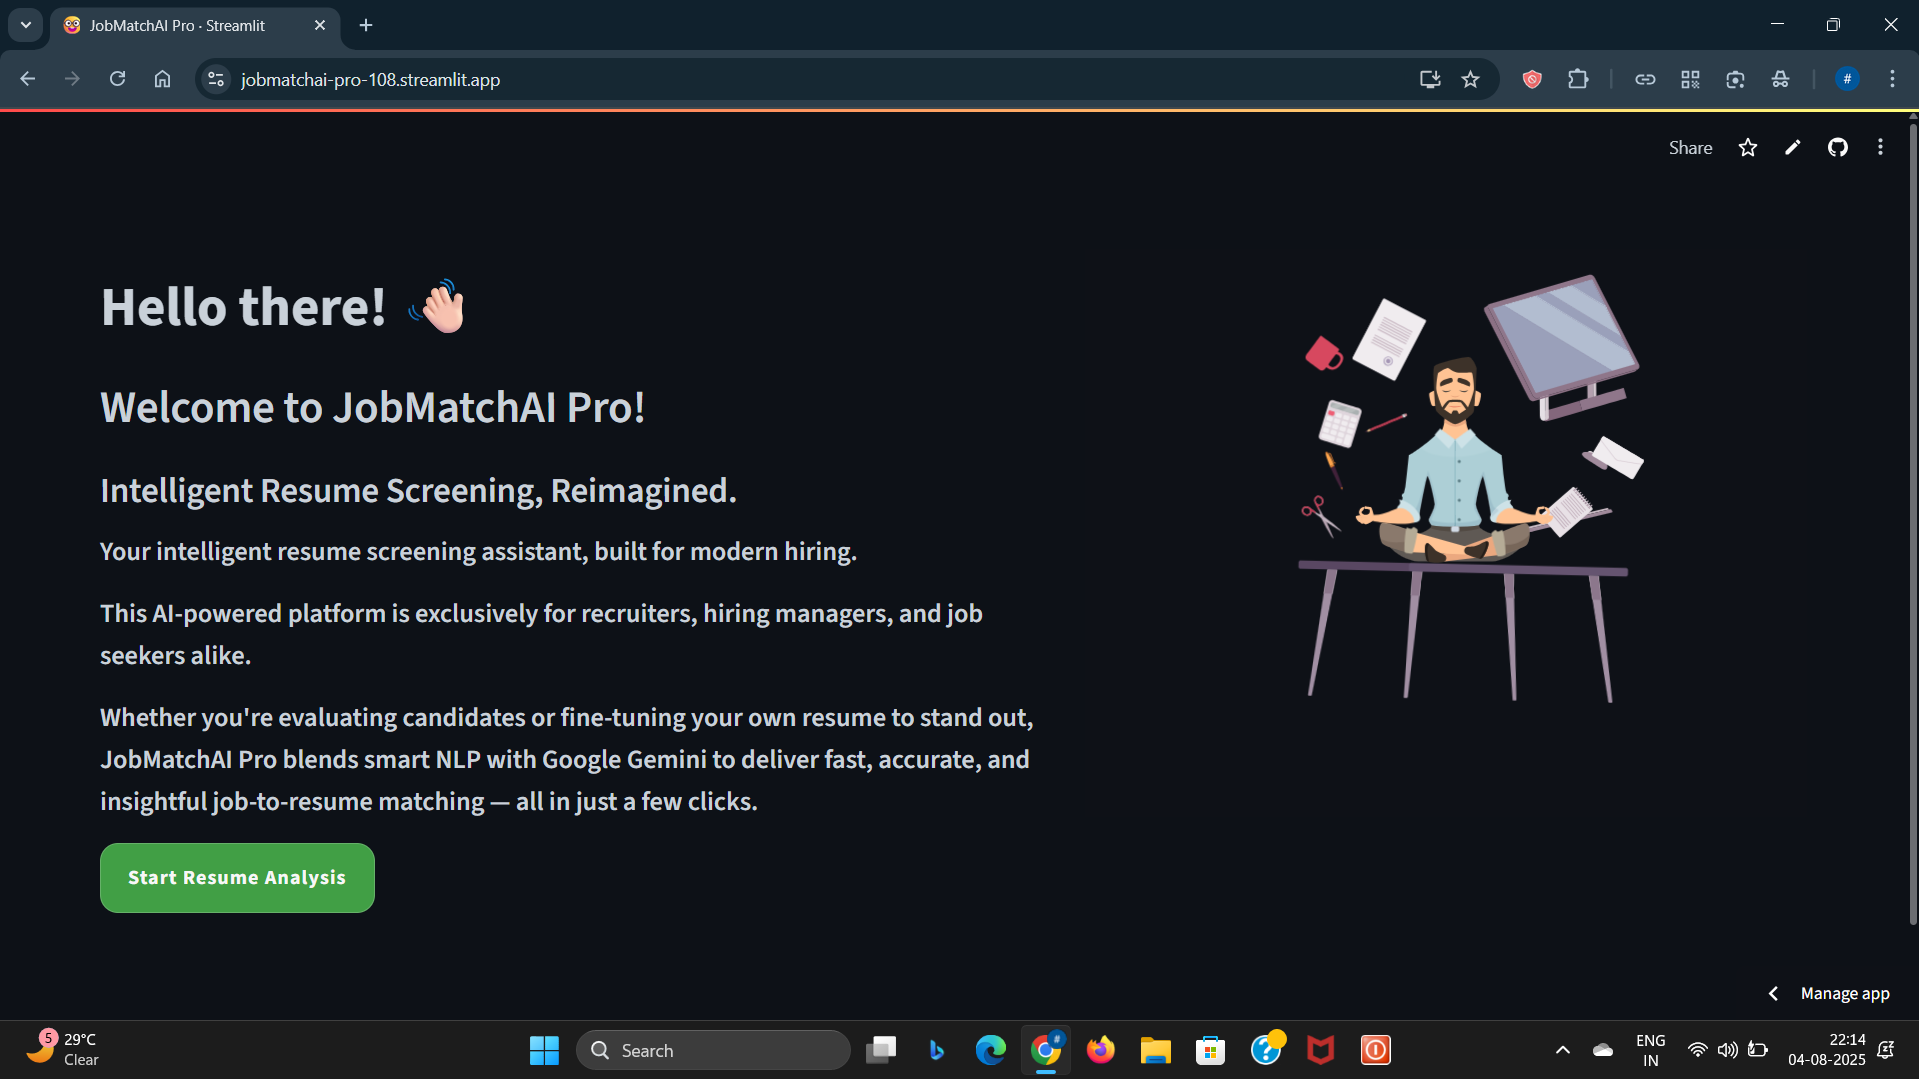 JobMatchAI Pro · Streamlit
jobmatchai-pro-108.streamlit.app
#
Share
Hello there! 👋🏻
Welcome to JobMatchAI Pro!
Intelligent Resume Screening, Reimagined.
Your intelligent resume screening assistant, built for modern hiring.
This AI-powered platform is exclusively for recruiters, hiring managers, and job
seekers alike.
Whether you're evaluating candidates or fine-tuning your own resume to stand out,
JobMatchAI Pro blends smart NLP with Google Gemini to deliver fast, accurate, and
insightful job-to-resume matching — all in just a few clicks.
Start Resume Analysis
Manage app
5
29°C
Clear
Search
#
ENG
IN
22:14
04-08-2025